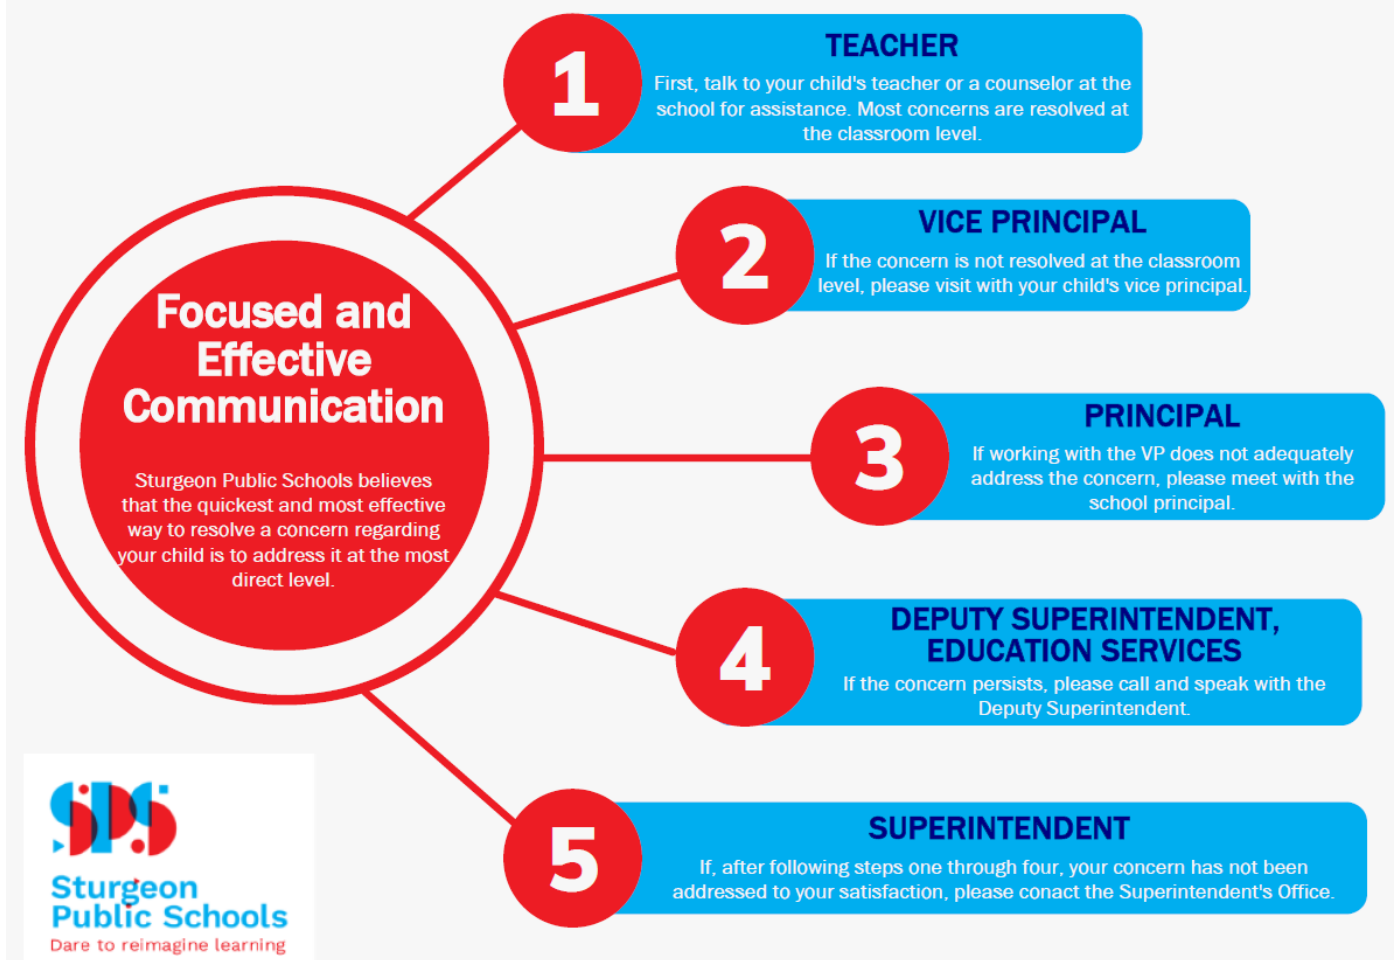 1
TEACHER
First, talk to your child's teacher or a counselor at the
school for assistance. Most concerns are resolved at
the classroom level.
2
VICE PRINCIPAL
If the concern is not resolved at the classroom
level, please visit with your child's vice principal.
Focused and
Effective
Communication
Sturgeon Public Schools believes
that the quickest and most effective
way to resolve a concern regarding
your child is to address it at the most
direct level.
3
PRINCIPAL
If working with the VP does not adequately
address the concern, please meet with the
school principal.
4
DEPUTY SUPERINTENDENT,
EDUCATION SERVICES
If the concern persists, please call and speak with the
Deputy Superintendent.
5
SUPERINTENDENT
If, after following steps one through four, your concern has not been
addressed to your satisfaction, please conact the Superintendent's Office.
SPS
Sturgeon
Public Schools
Dare to reimagine learning